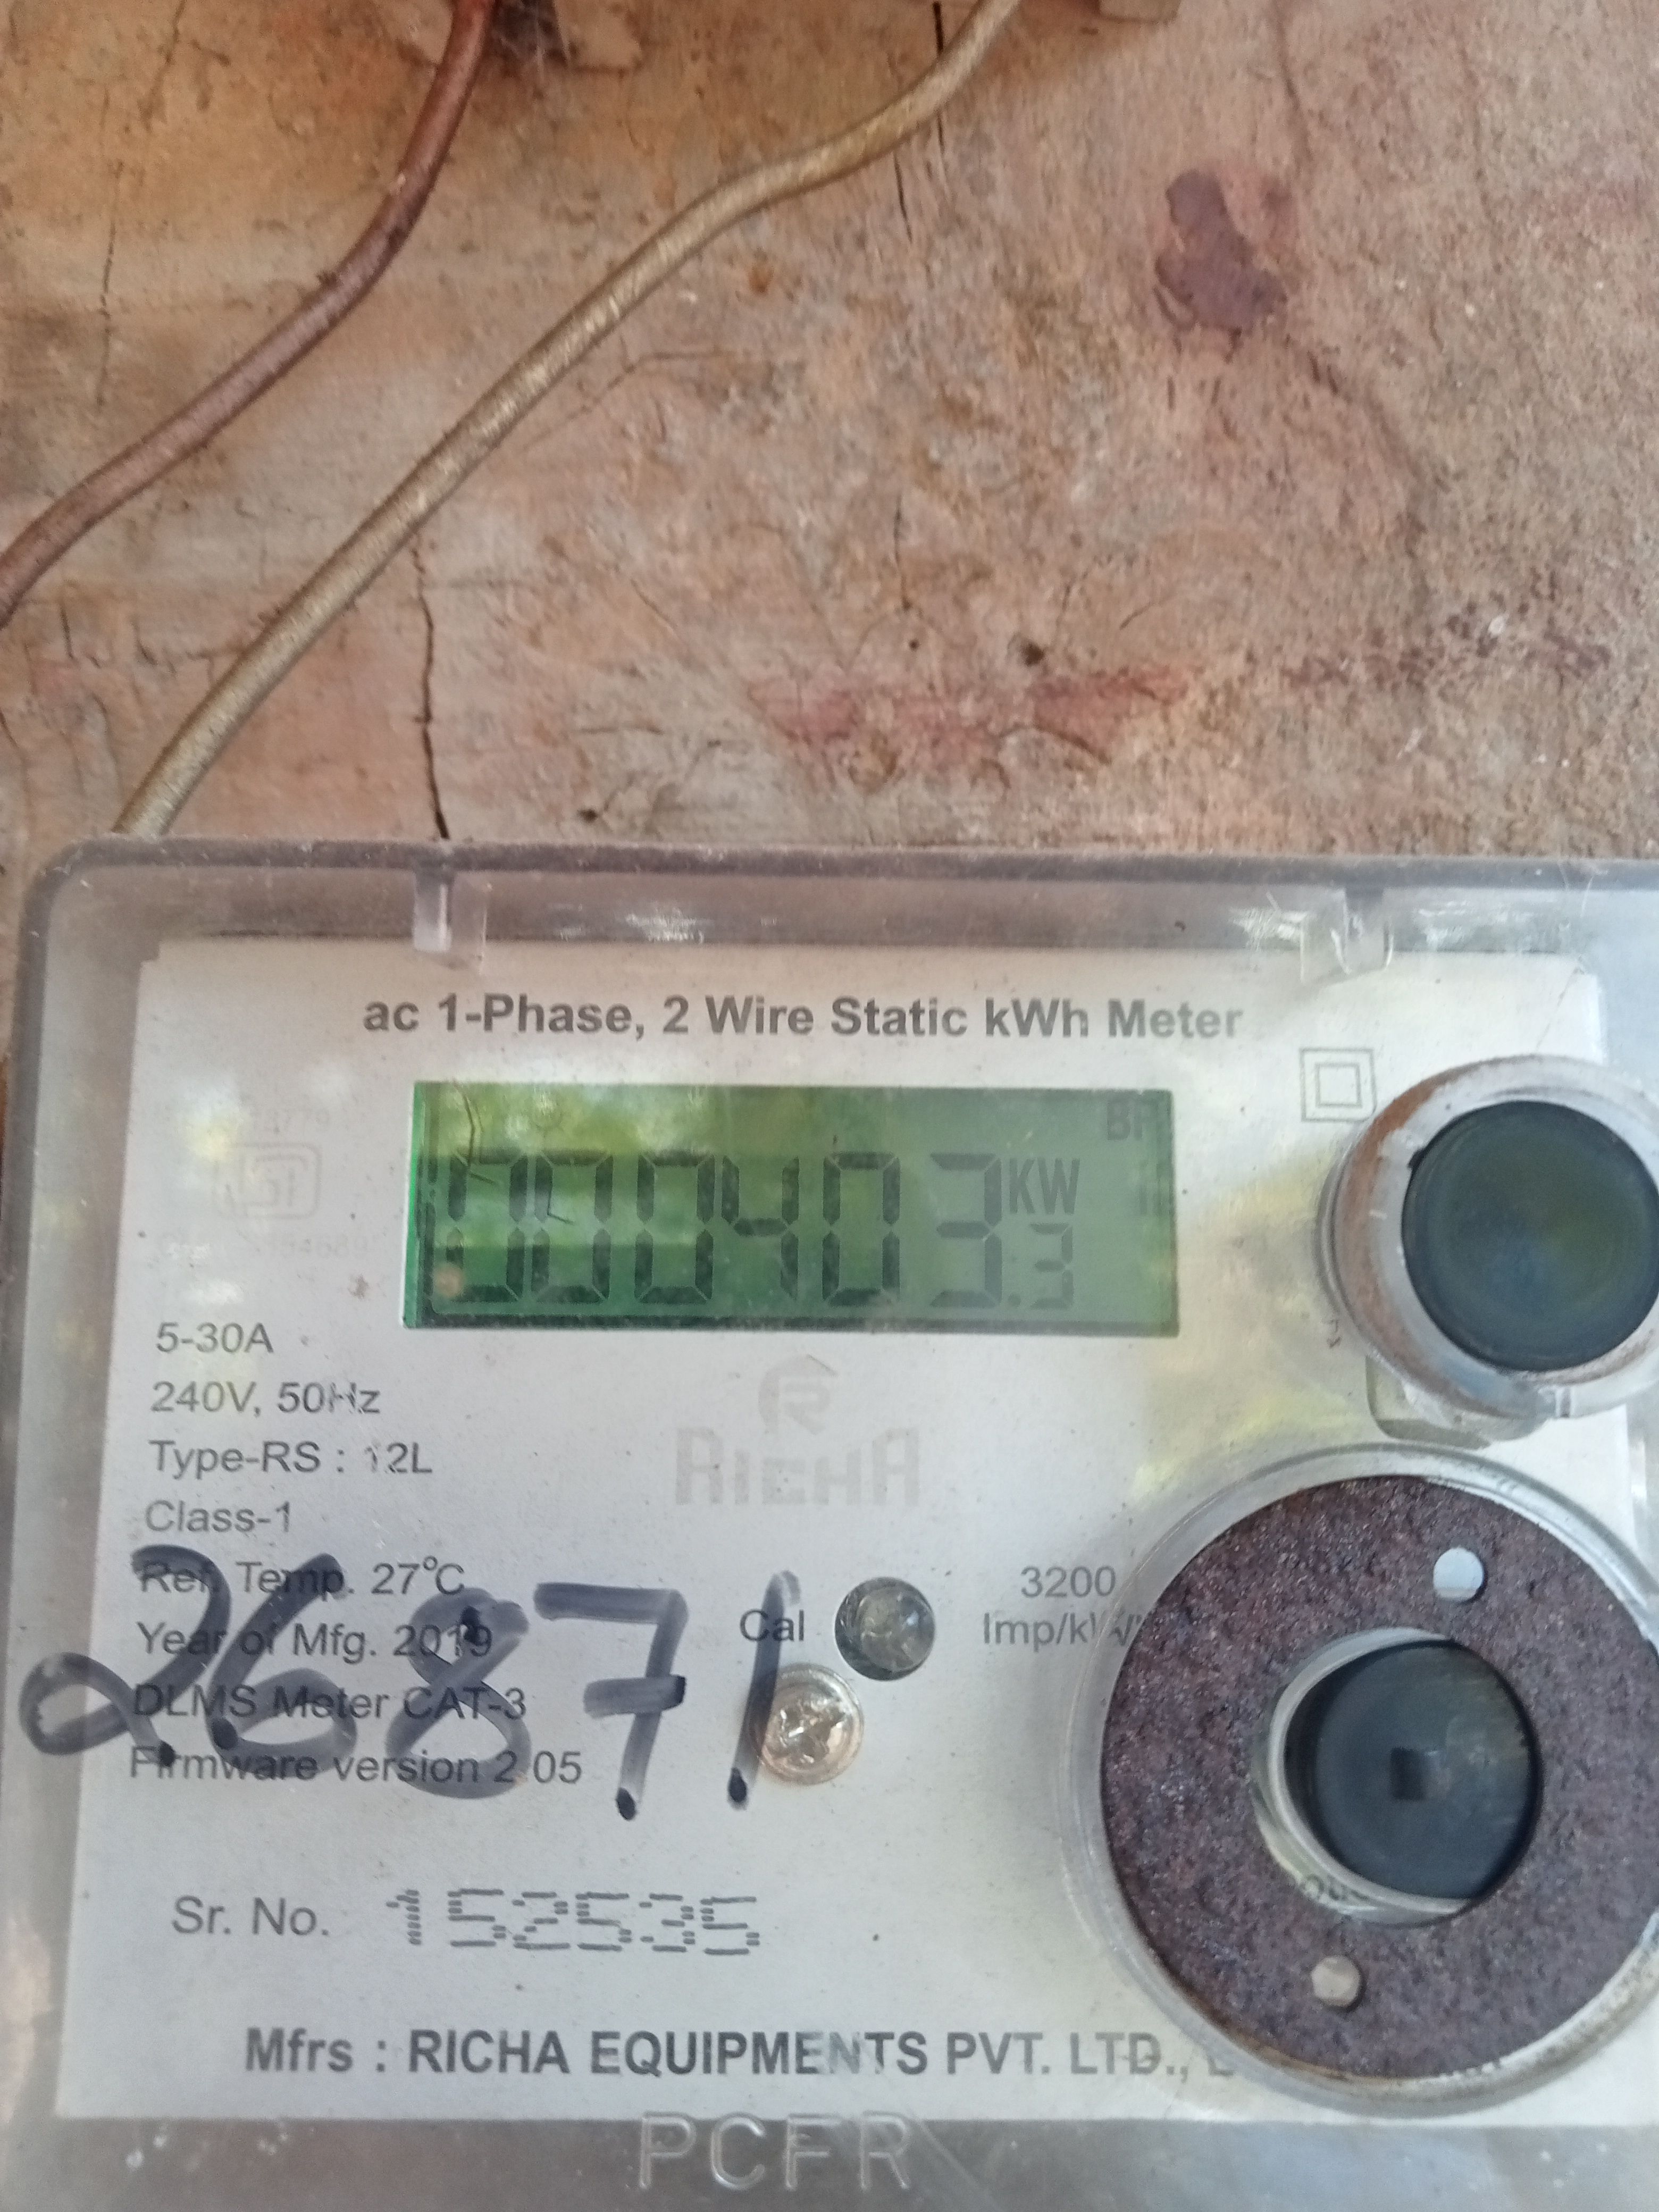 ac 1-Phase, 2 Wire Static kWh Meter
000403.3 KW
5-30A
240V, 50Hz
Type-RS : 12L
Class-1
RICHA
Ref. Temp. 27°C
Year of Mfg. 2019
DLMS Meter CAT-3
Firmware version 2.05
26871
Cal
3200
Imp/kW
Sr. No. 152535
Mfrs : RICHA EQUIPMENTS PVT. LTD.,
PCFR